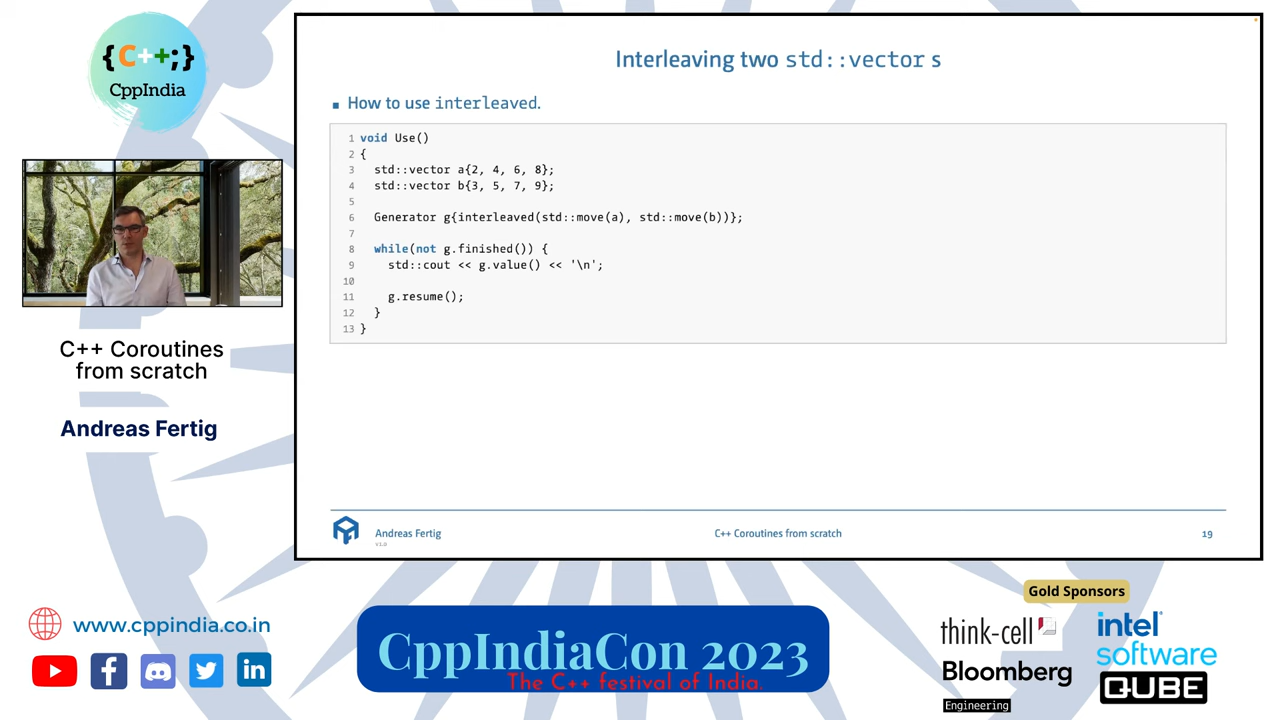 {C++;}
CppIndia
C++ Coroutines
from scratch
Andreas Fertig
Interleaving two std::vector s
How to use interleaved.
1 void Use()
2 {
3 std::vector a{2, 4, 6, 8};
4 std::vector b{3, 5, 7, 9};
5
6 Generator g{interleaved(std::move(a), std::move(b))};
7
8 while(not g.finished()) {
9 std::cout << g.value() << '\n';
10
11 g.resume();
12 }
13 }
Andreas Fertig
v1.0
C++ Coroutines from scratch
19
www.cppindia.co.in
CppIndiaCon 2023
The C++ festival of India.
Gold Sponsors
think-cell
intel
software
Bloomberg
Engineering
QUBE